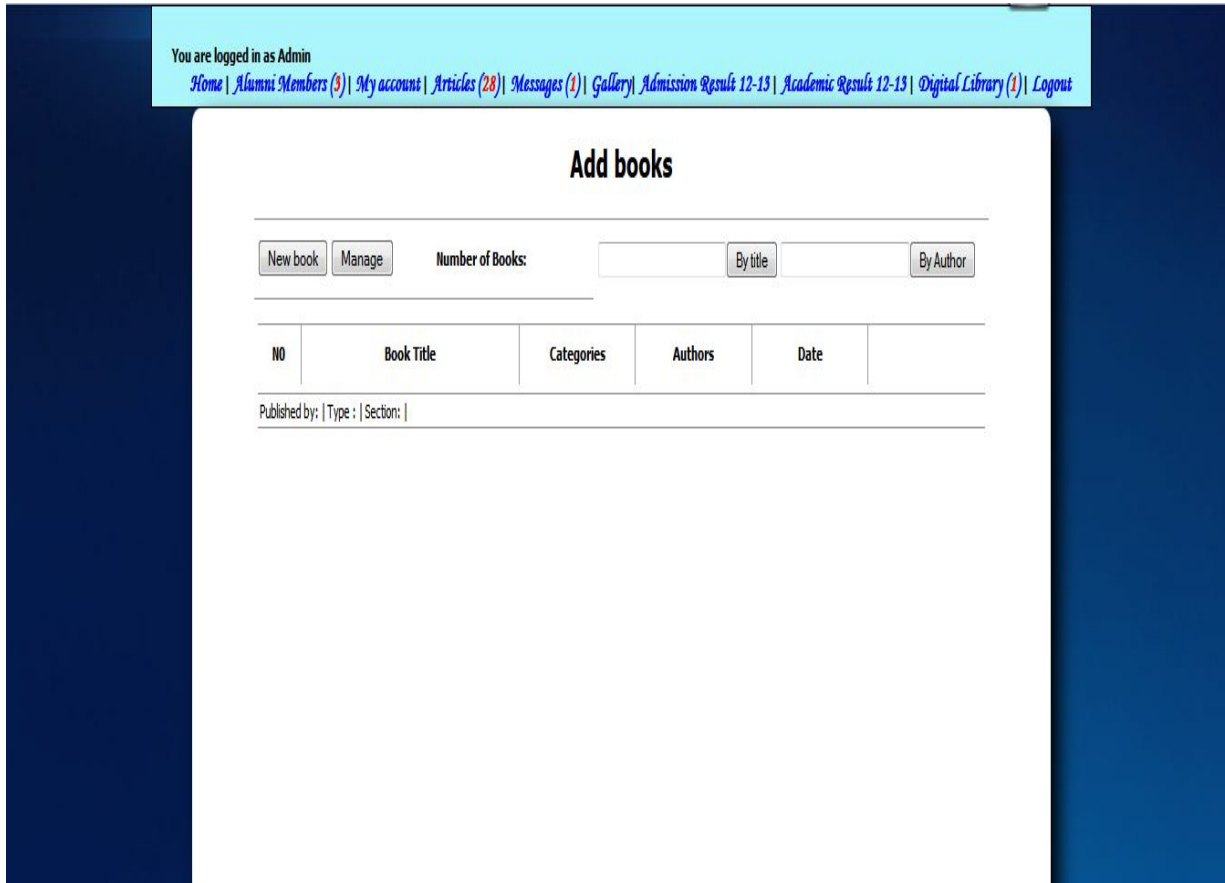 You are logged in as Admin
Home | Alumni Members (3)| My account | Articles (28)| Messages (1)| Gallery| Admission Result 12-13 | Academic Result 12-13 | Digital Library (1)| Logout
Add books
New book Manage Number of Books: By title By Author
N0 Book Title Categories Authors Date
Published by: | Type : | Section: |